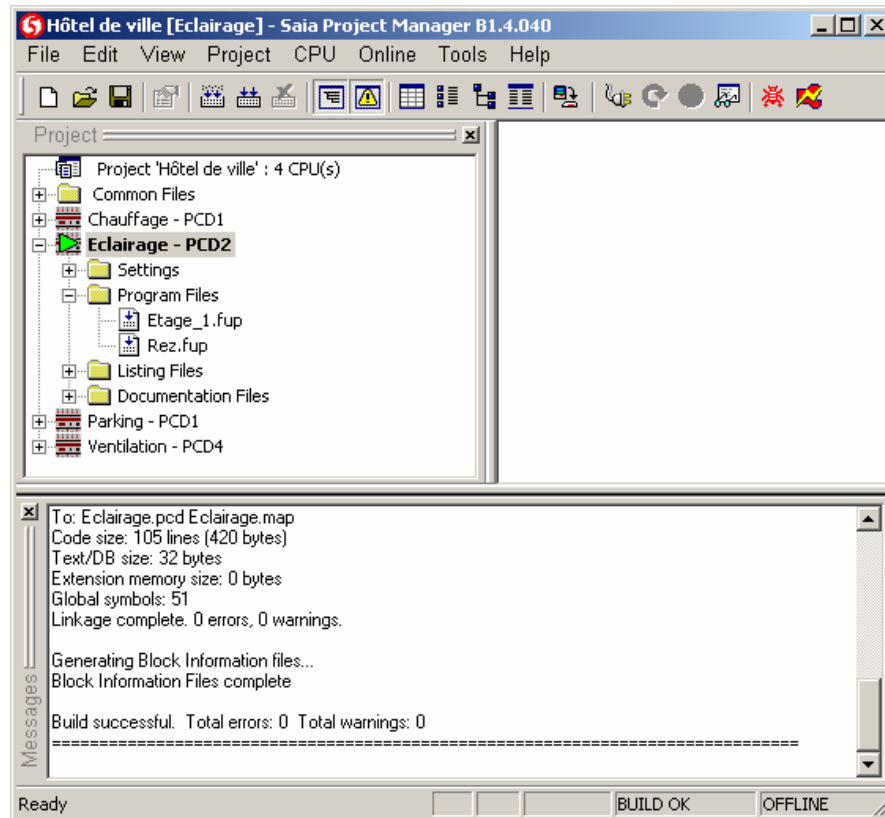 Hôtel de ville [Eclairage] - Saia Project Manager B1.4.040
File Edit View Project CPU Online Tools Help
Project
Project 'Hôtel de ville' : 4 CPU(s)
Common Files
Chauffage - PCD1
Eclairage - PCD2
Settings
Program Files
Etage_1.fup
Rez.fup
Listing Files
Documentation Files
Parking - PCD1
Ventilation - PCD4
Messages
To: Eclairage.pcd Eclairage.map
Code size: 105 lines (420 bytes)
Text/DB size: 32 bytes
Extension memory size: 0 bytes
Global symbols: 51
Linkage complete. 0 errors, 0 warnings.
Generating Block Information files...
Block Information Files complete
Build successful. Total errors: 0 Total warnings: 0
===============================================================================
Ready BUILD OK OFFLINE